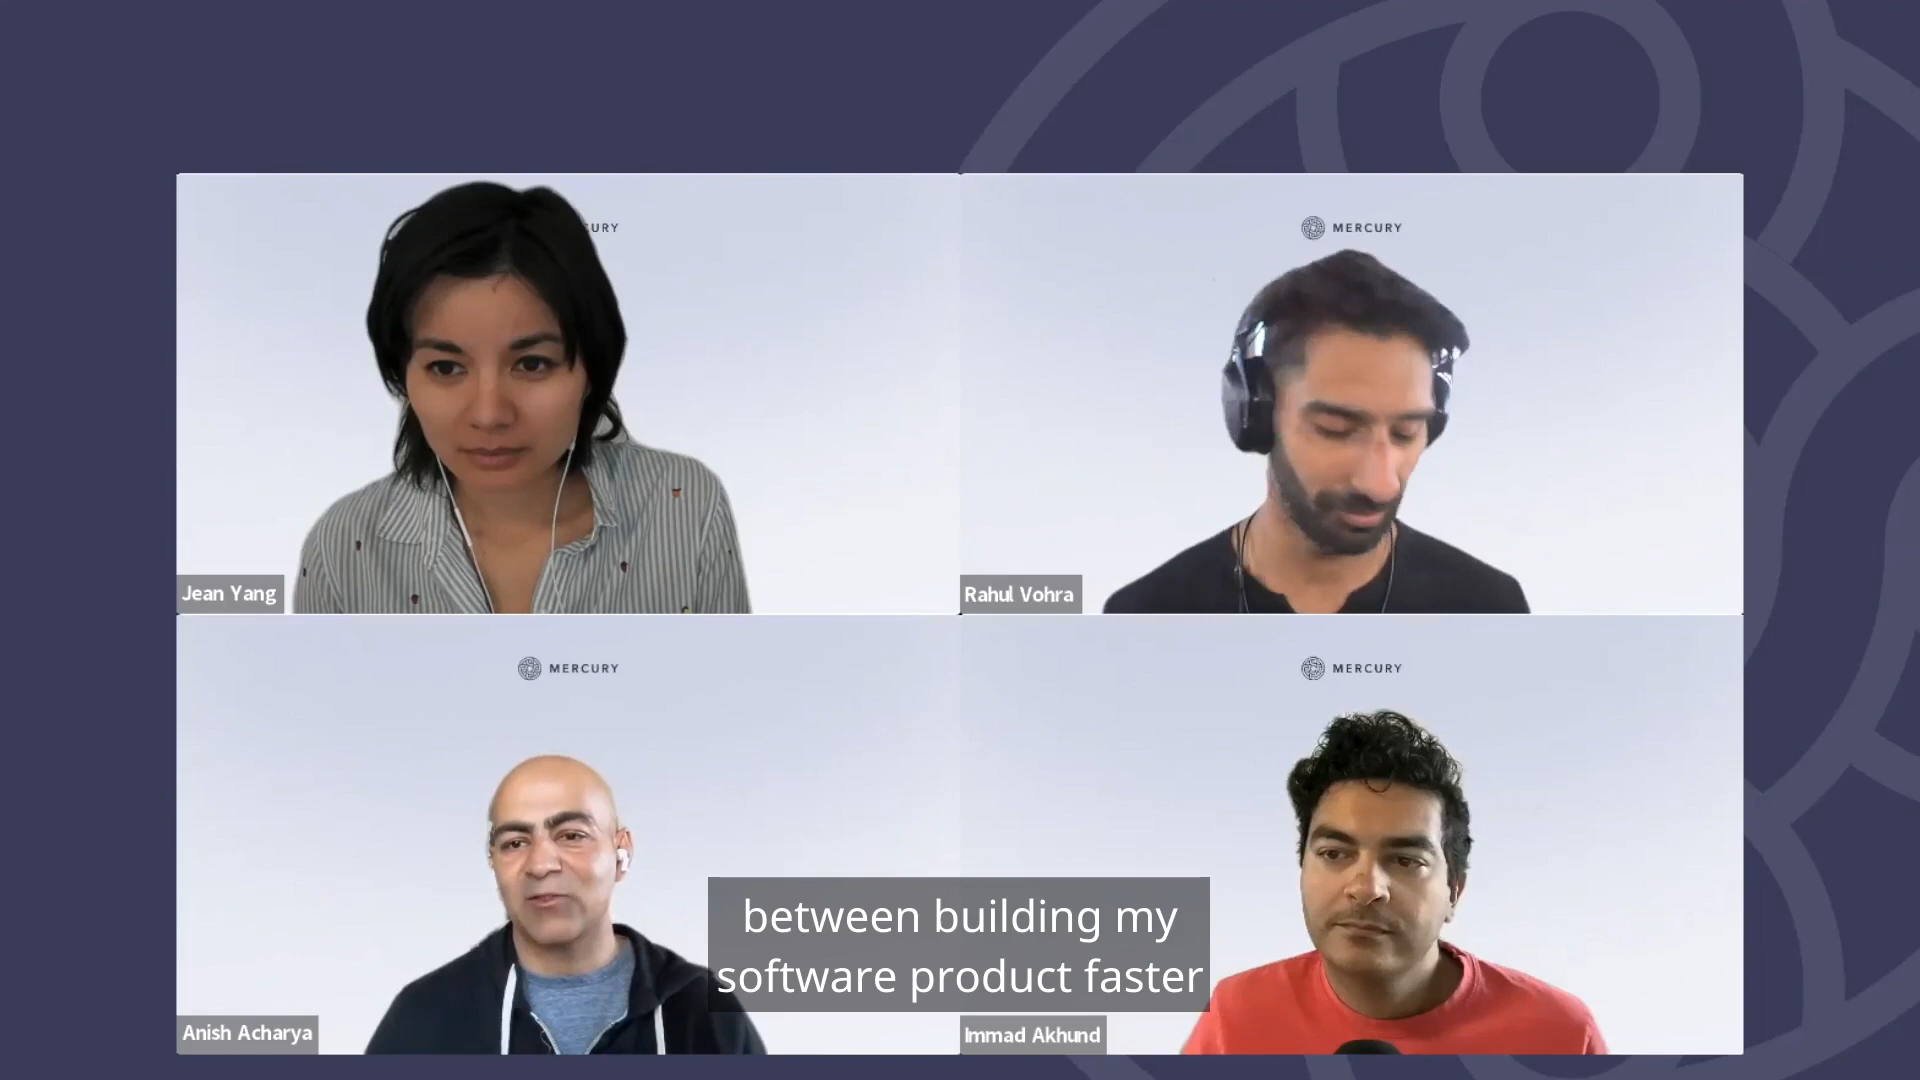 URY
MERCURY
Jean Yang
Rahul Vohra
MERCURY
MERCURY
between building my
software product faster
Anish Acharya
Immad Akhund